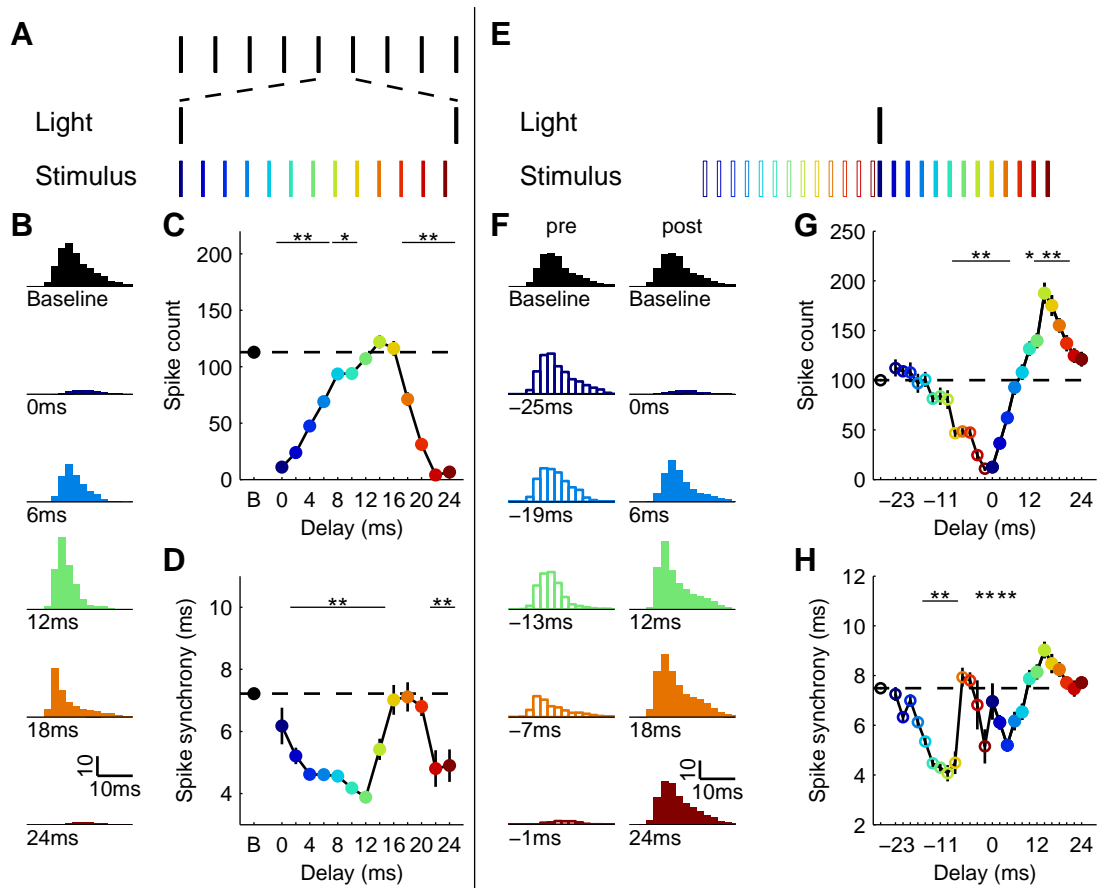 A
Light
Stimulus
B
Baseline
0ms
6ms
12ms
18ms
10
10ms
24ms
C
** * **
Spike count
200
100
0
B 0 4 8 12 16 20 24
Delay (ms)
D
** **
Spike synchrony (ms)
10
8
6
4
B 0 4 8 12 16 20 24
Delay (ms)
E
Light
Stimulus
F
pre post
Baseline Baseline
−25ms 0ms
−19ms 6ms
−13ms 12ms
−7ms 18ms
10
10ms
−1ms 24ms
G
** * **
Spike count
250
200
150
100
50
0
−23 −11 0 12 24
Delay (ms)
H
** ** **
Spike synchrony (ms)
12
10
8
6
4
2
−23 −11 0 12 24
Delay (ms)